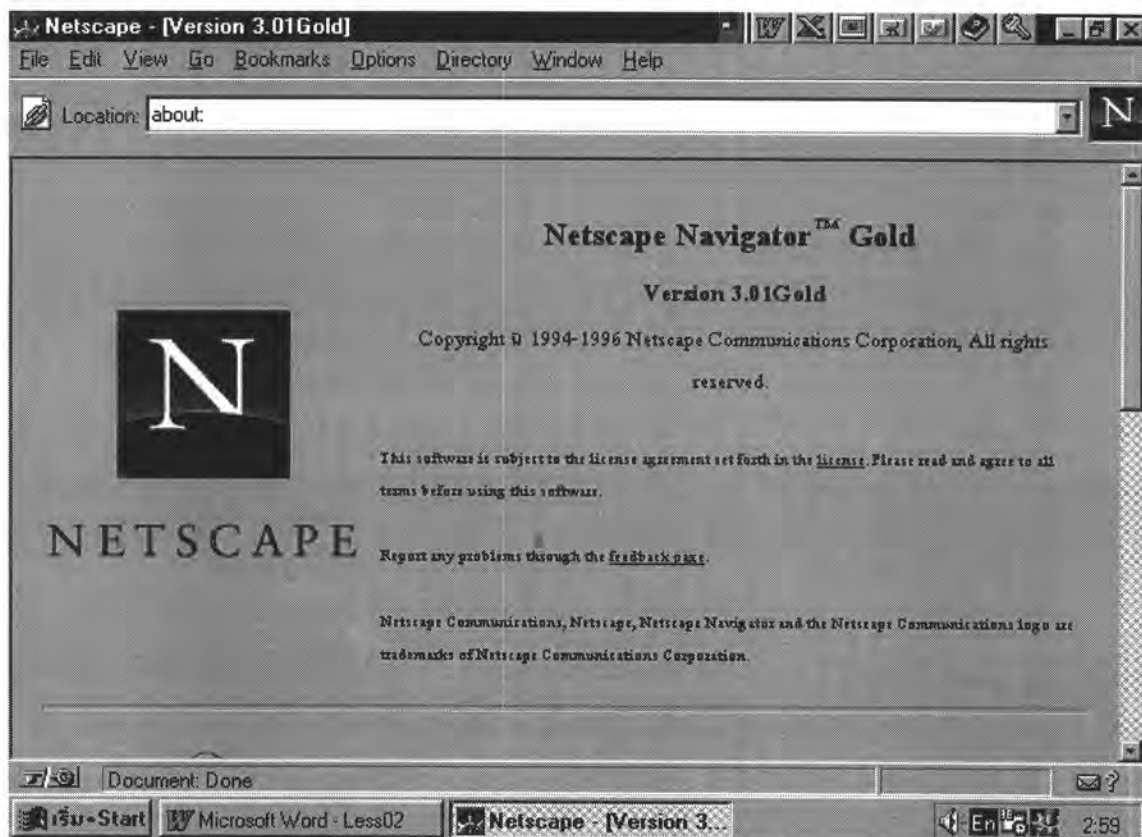 Netscape - [Version 3.01Gold]
File Edit View Go Bookmarks Options Directory Window Help
Location: about:
N
Netscape Navigator™ Gold
Version 3.01Gold
Copyright © 1994-1996 Netscape Communications Corporation, All rights
reserved.
N
NETSCAPE
This software is subject to the license agreement set forth in the license. Please read and agree to all
terms before using this software.
Report any problems through the feedback page.
Netscape Communications, Netscape, Netscape Navigator and the Netscape Communications logo are
trademarks of Netscape Communications Corporation.
Document: Done
เริ่ม-Start Microsoft Word - Less02 Netscape - [Version 3... En 2:59